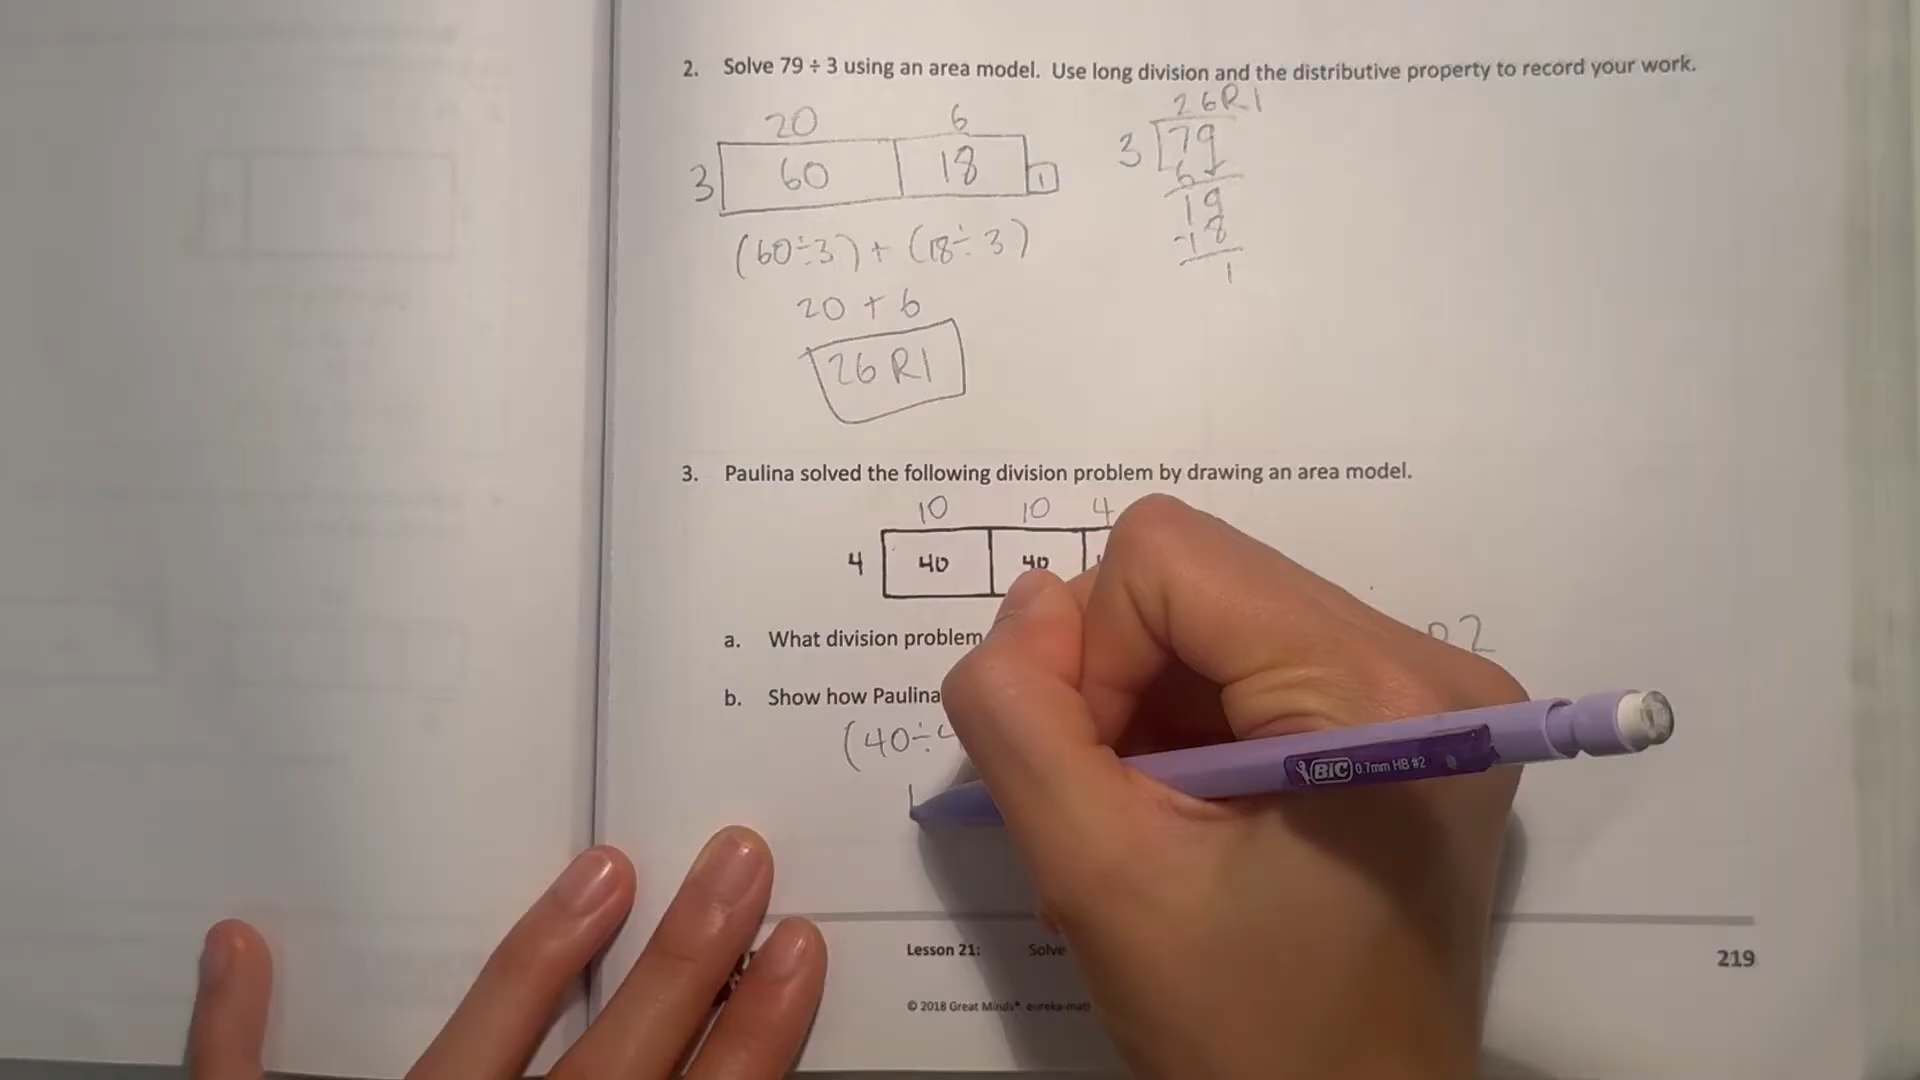 2. Solve 79 ÷ 3 using an area model. Use long division and the distributive property to record your work.
20 6
3 60 18 1
(60÷3) + (18÷3)
20 + 6
26 R1
26R1
3 79
6
19
-18
1
3. Paulina solved the following division problem by drawing an area model.
10 10 4
4 40 40
a. What division problem
R2
b. Show how Paulina
(40÷4
BIC 0.7mm HB #2
Lesson 21: Solve
219
© 2018 Great Minds®. eureka-mat